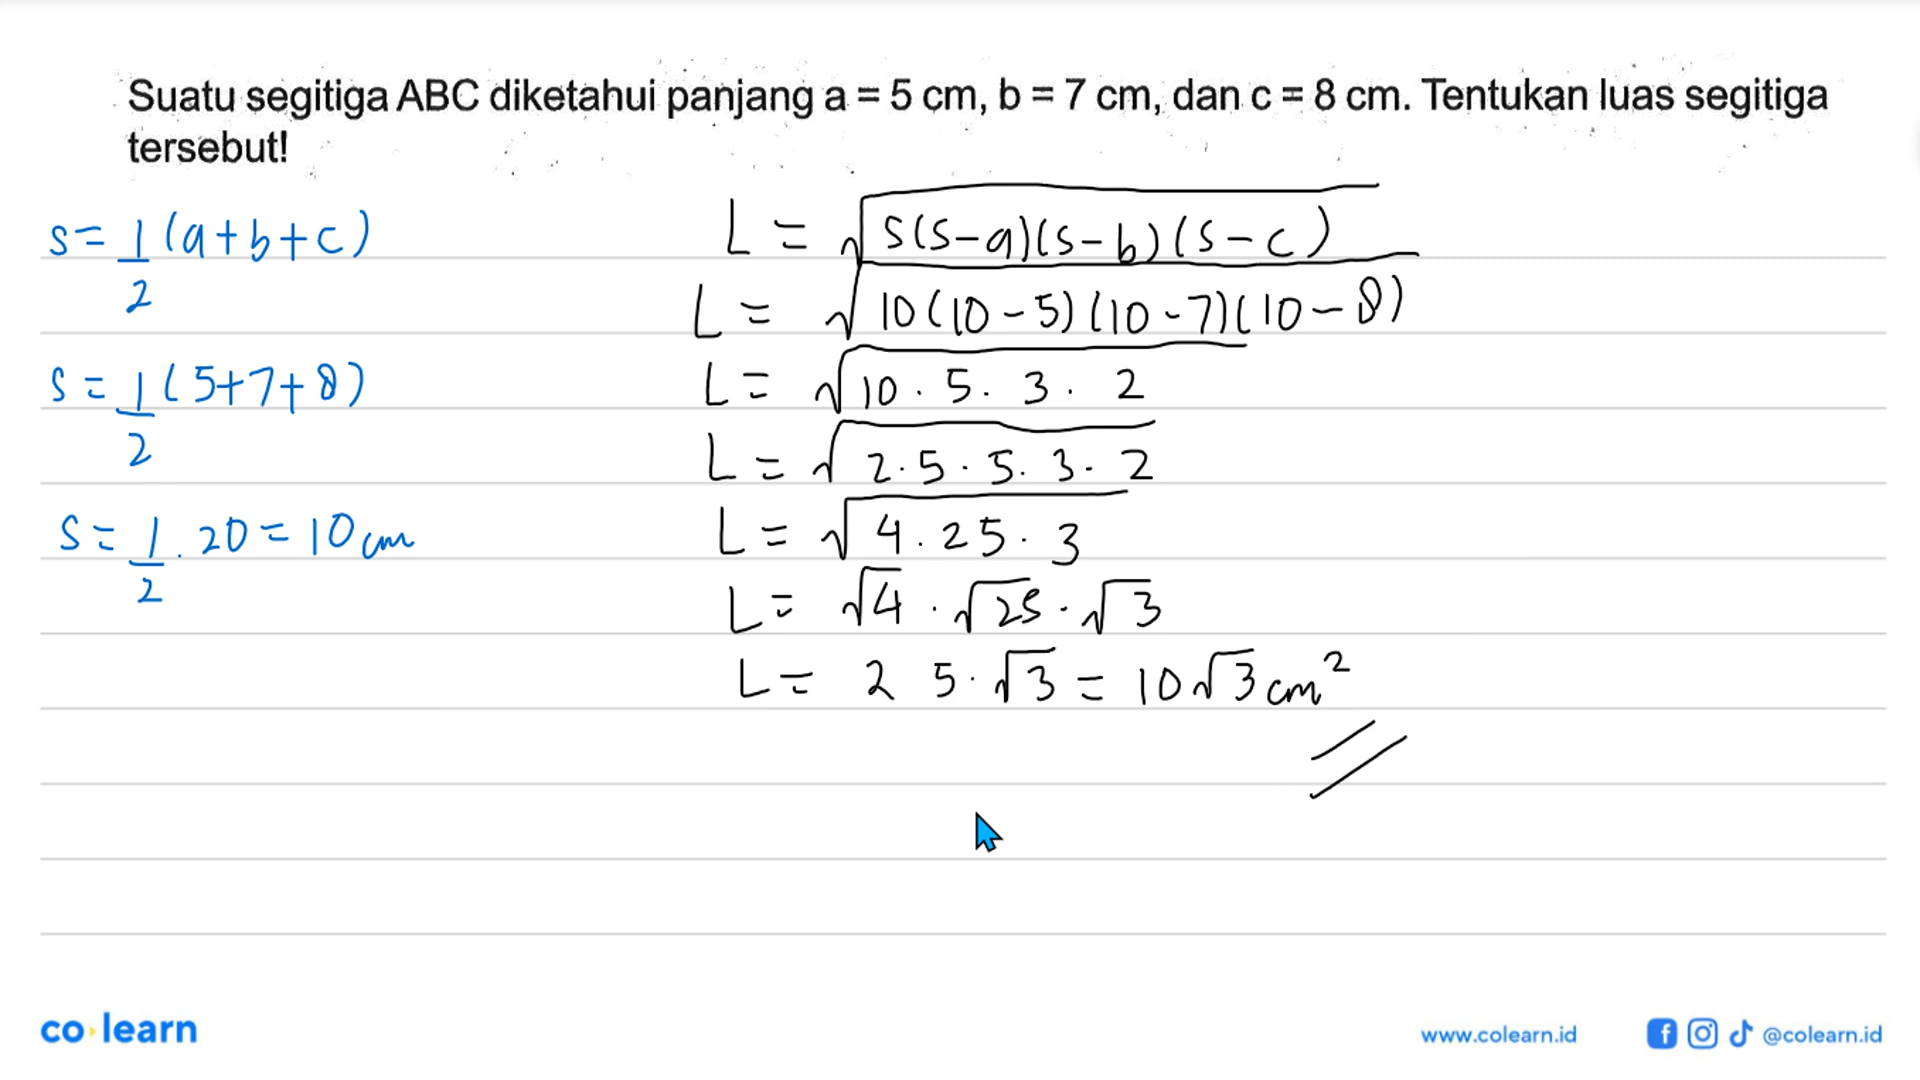 Suatu segitiga ABC diketahui panjang a = 5 cm, b = 7 cm, dan c = 8 cm. Tentukan luas segitiga
tersebut!
s = 1/2 (a+b+c)
s = 1/2 (5+7+8)
s = 1/2 . 20 = 10 cm
L = √s(s-a)(s-b)(s-c)
L = √10(10-5)(10-7)(10-8)
L = √10 . 5 . 3 . 2
L = √2 . 5 . 5 . 3 . 2
L = √4 . 25 . 3
L = √4 . √25 . √3
L = 2 5 . √3 = 10√3 cm²
co learn
www.colearn.id
@colearn.id